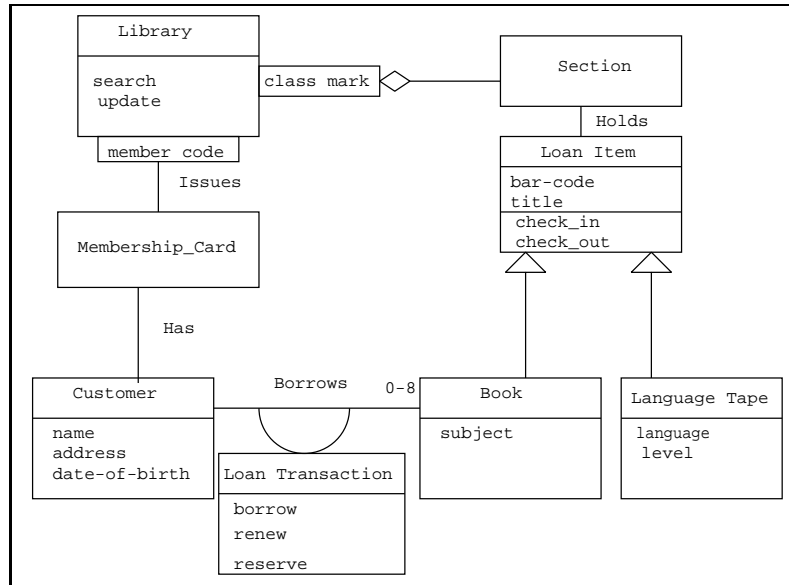 Library
search
update
class mark
member code
Section
Holds
Loan Item
bar-code
title
check_in
check_out
Issues
Membership_Card
Has
Customer
name
address
date-of-birth
Borrows
0-8
Loan Transaction
borrow
renew
reserve
Book
subject
Language Tape
language
level